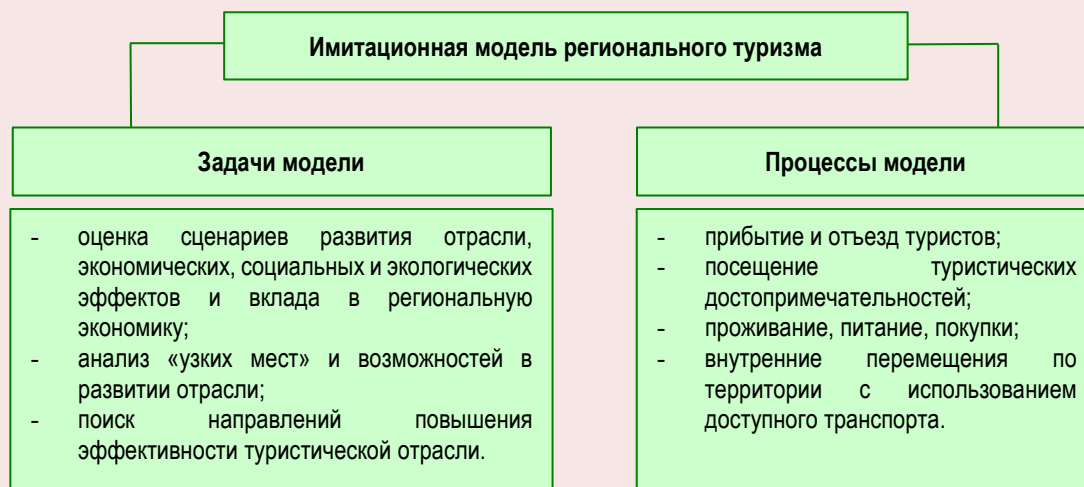 Имитационная модель регионального туризма
Задачи модели
- оценка сценариев развития отрасли,
экономических, социальных и экологических
эффектов и вклада в региональную
экономику;
- анализ «узких мест» и возможностей в
развитии отрасли;
- поиск направлений повышения
эффективности туристической отрасли.
Процессы модели
- прибытие и отъезд туристов;
- посещение туристических
достопримечательностей;
- проживание, питание, покупки;
- внутренние перемещения по
территории с использованием
доступного транспорта.